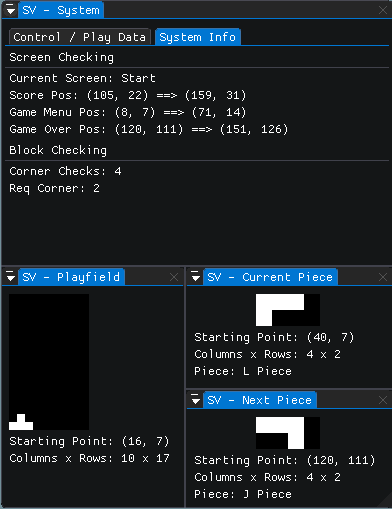 SV - System
Control / Play Data System Info
Screen Checking
Current Screen: Start
Score Pos: (105, 22) ==> (159, 31)
Game Menu Pos: (8, 7) ==> (71, 14)
Game Over Pos: (120, 111) ==> (151, 126)
Block Checking
Corner Checks: 4
Req Corner: 2
SV - Playfield
Starting Point: (16, 7)
Columns x Rows: 10 x 17
SV - Current Piece
Starting Point: (40, 7)
Columns x Rows: 4 x 2
Piece: L Piece
SV - Next Piece
Starting Point: (120, 111)
Columns x Rows: 4 x 2
Piece: J Piece